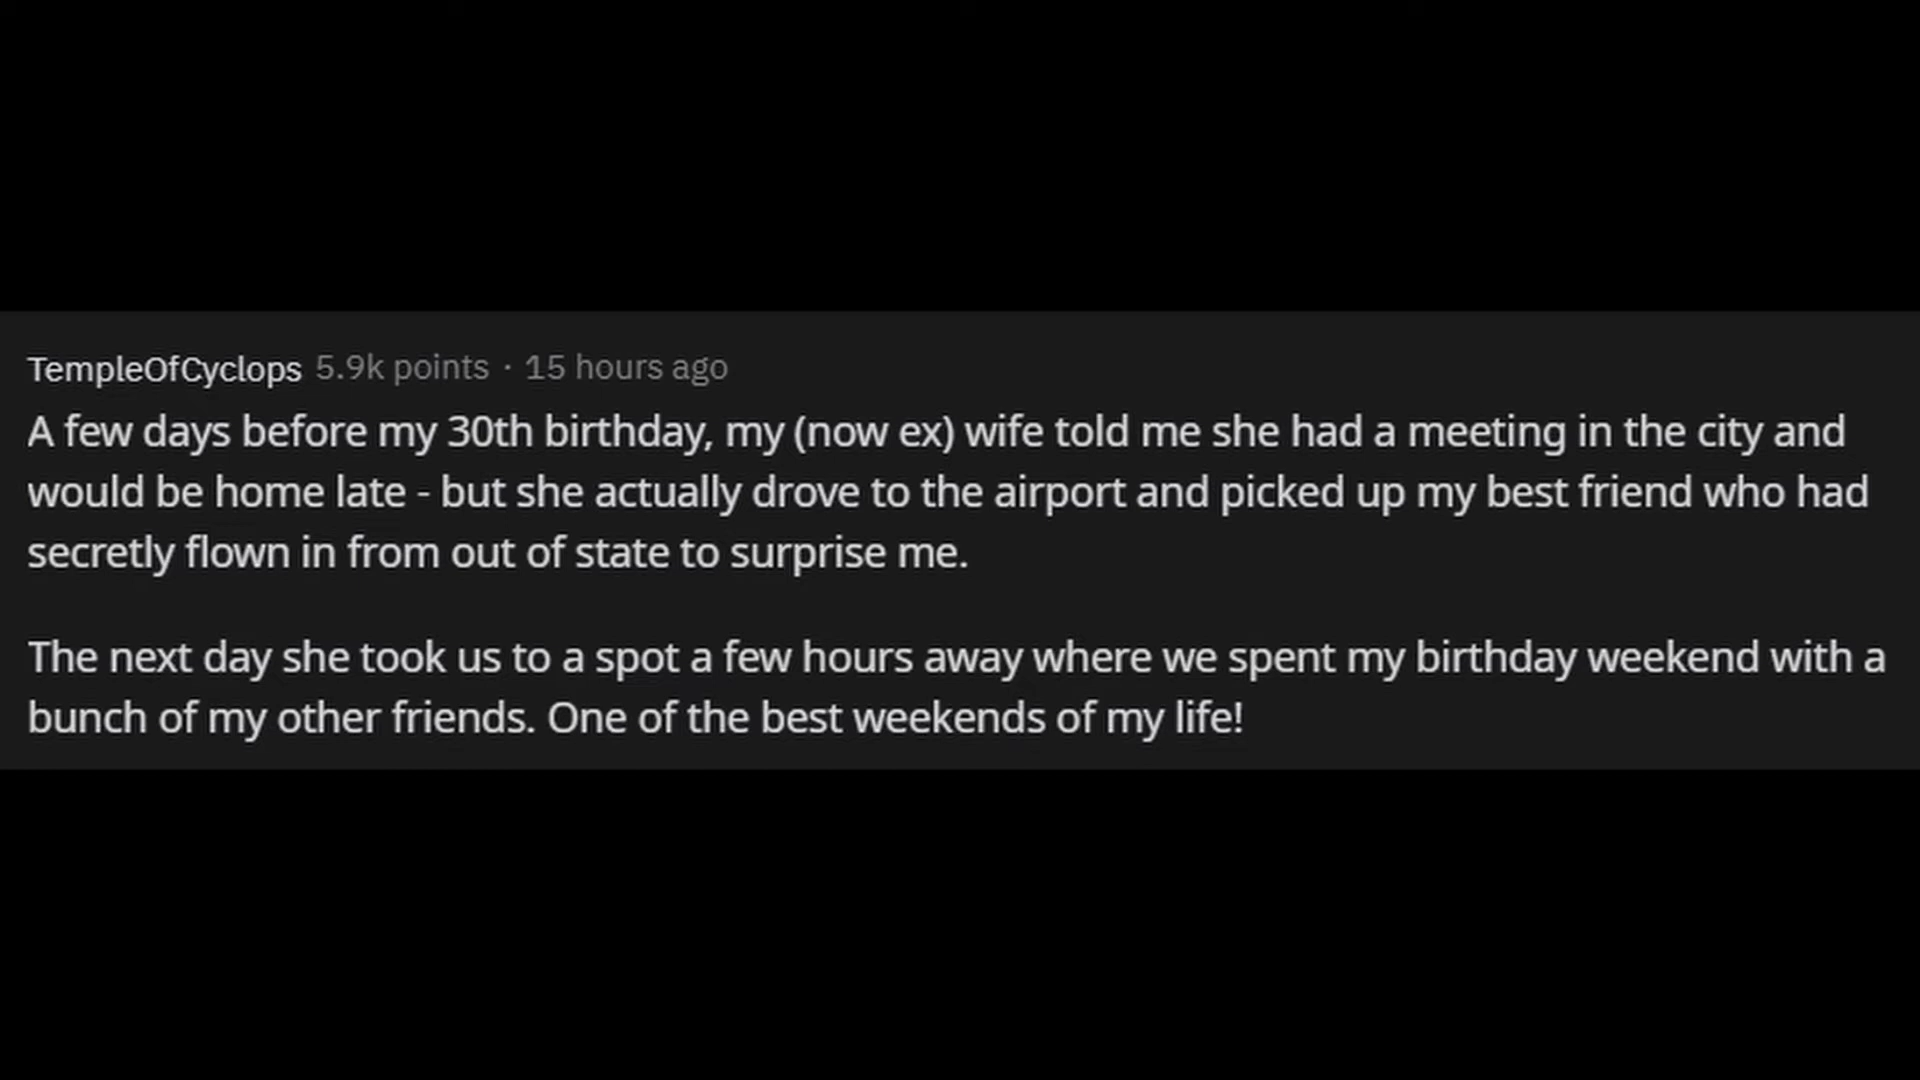 TempleOfCyclops 5.9k points · 15 hours ago
A few days before my 30th birthday, my (now ex) wife told me she had a meeting in the city and
would be home late - but she actually drove to the airport and picked up my best friend who had
secretly flown in from out of state to surprise me.
The next day she took us to a spot a few hours away where we spent my birthday weekend with a
bunch of my other friends. One of the best weekends of my life!